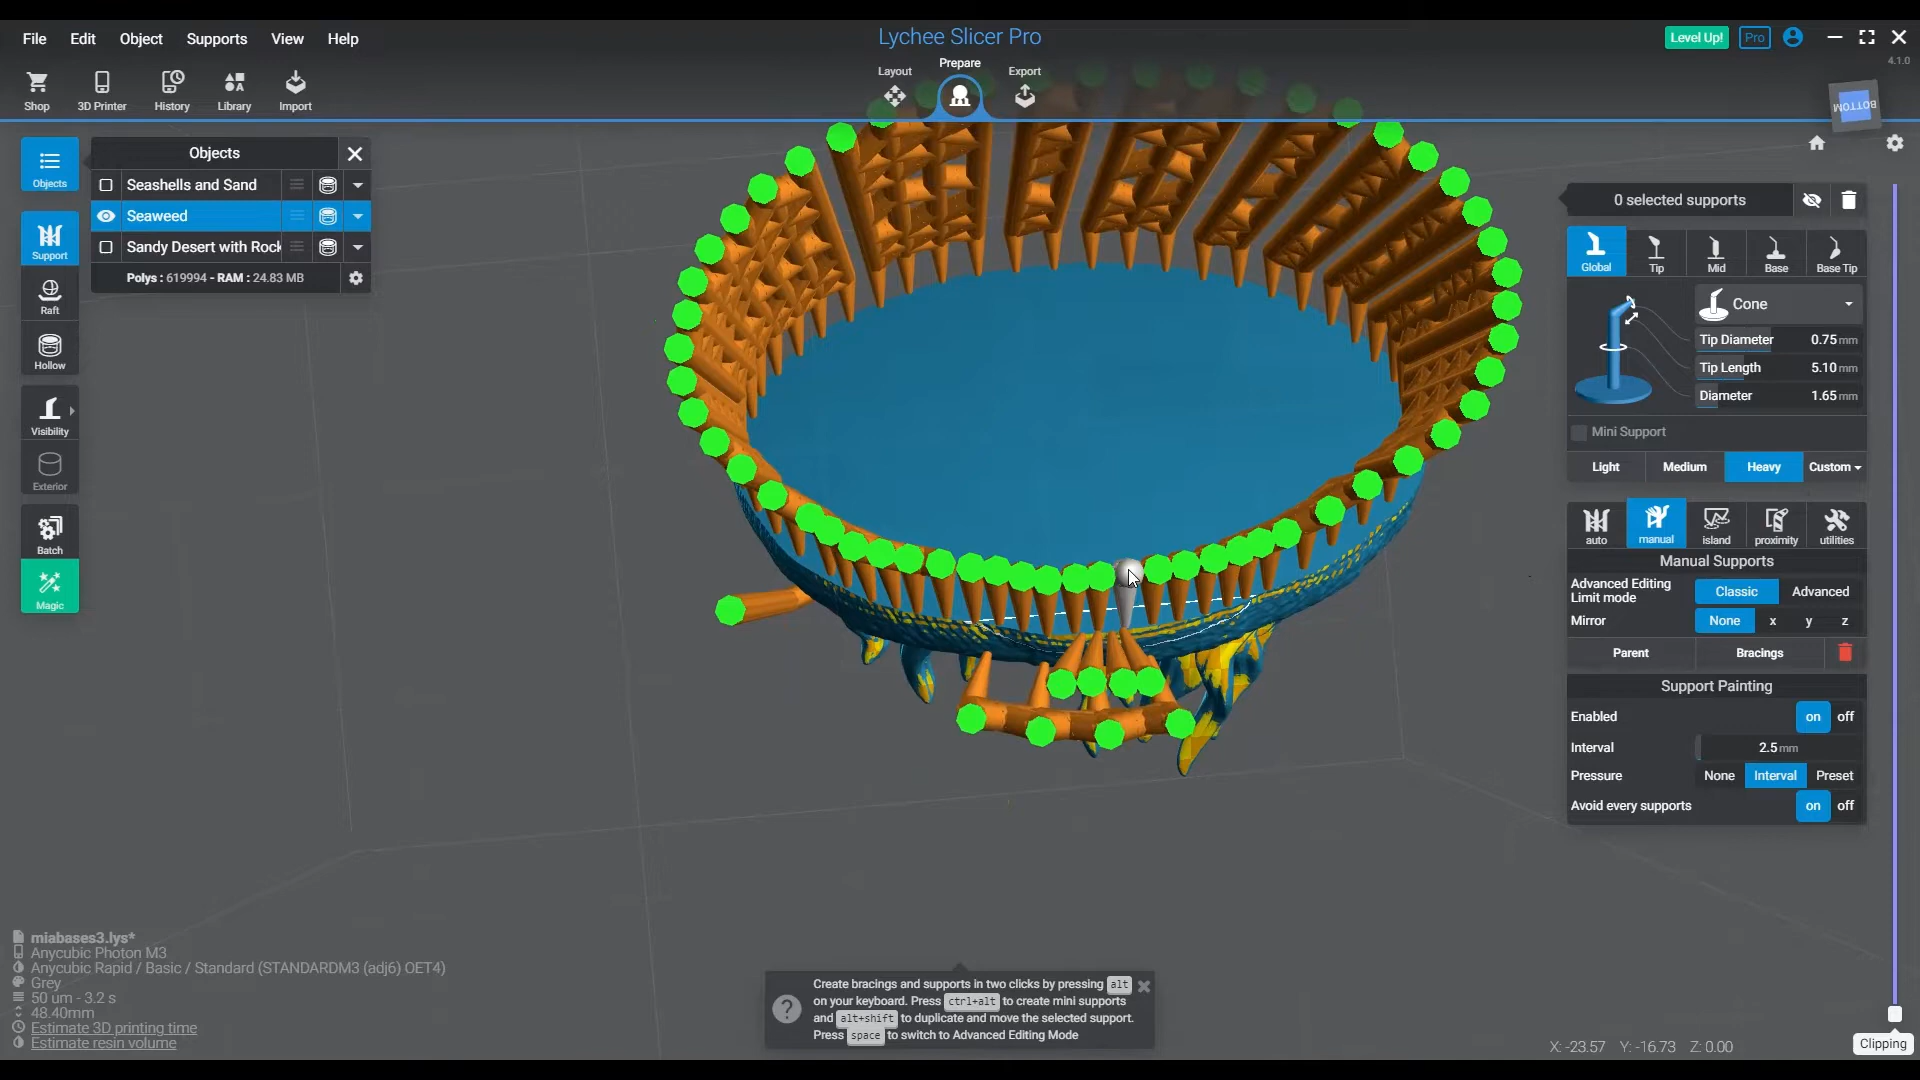 File Edit Object Supports View Help
Lychee Slicer Pro
Level Up! Pro
4.1.0
Shop 3D Printer History Library Import
Layout Prepare Export
BOTTOM
Objects
Objects
Seashells and Sand
Seaweed
Sandy Desert with Rock
Polys : 619994 - RAM : 24.83 MB
Support
Raft
Hollow
Visibility
Exterior
Batch
Magic
0 selected supports
Global Tip Mid Base Base Tip
Cone
Tip Diameter 0.75 mm
Tip Length 5.10 mm
Diameter 1.65 mm
Mini Support
Light Medium Heavy Custom
auto manual island proximity utilities
Manual Supports
Advanced Editing
Limit mode Classic Advanced
Mirror None x y z
Parent Bracings
Support Painting
Enabled on off
Interval 2.5 mm
Pressure None Interval Preset
Avoid every supports on off
miabases3.lys*
Anycubic Photon M3
Anycubic Rapid / Basic / Standard (STANDARDM3 (adj6) OET4)
Grey
50 um - 3.2 s
48.40mm
Estimate 3D printing time
Estimate resin volume
? Create bracings and supports in two clicks by pressing alt
on your keyboard. Press ctrl+alt to create mini supports
and alt+shift to duplicate and move the selected support.
Press space to switch to Advanced Editing Mode
X: -23.57 Y: -16.73 Z: 0.00
Clipping